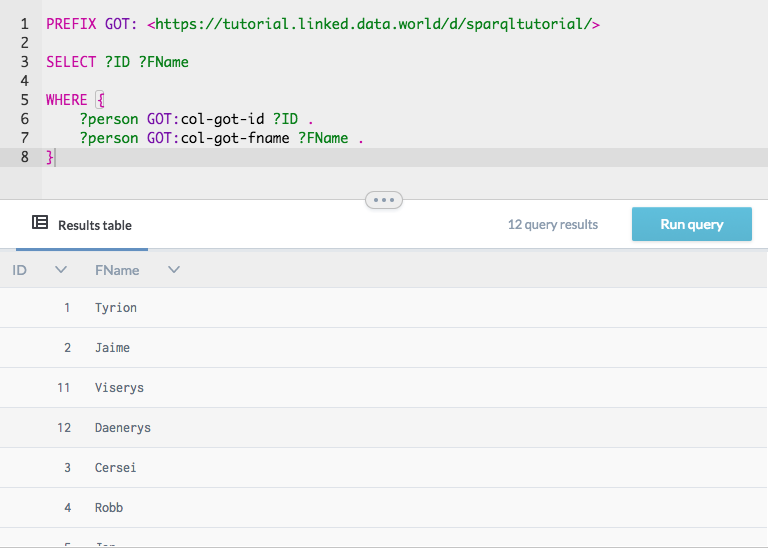 1 PREFIX GOT: <https://tutorial.linked.data.world/d/sparqltutorial/>
2
3 SELECT ?ID ?FName
4
5 WHERE {
6 ?person GOT:col-got-id ?ID .
7 ?person GOT:col-got-fname ?FName .
8 }
Results table 12 query results Run query
ID FName
1 Tyrion
2 Jaime
11 Viserys
12 Daenerys
3 Cersei
4 Robb